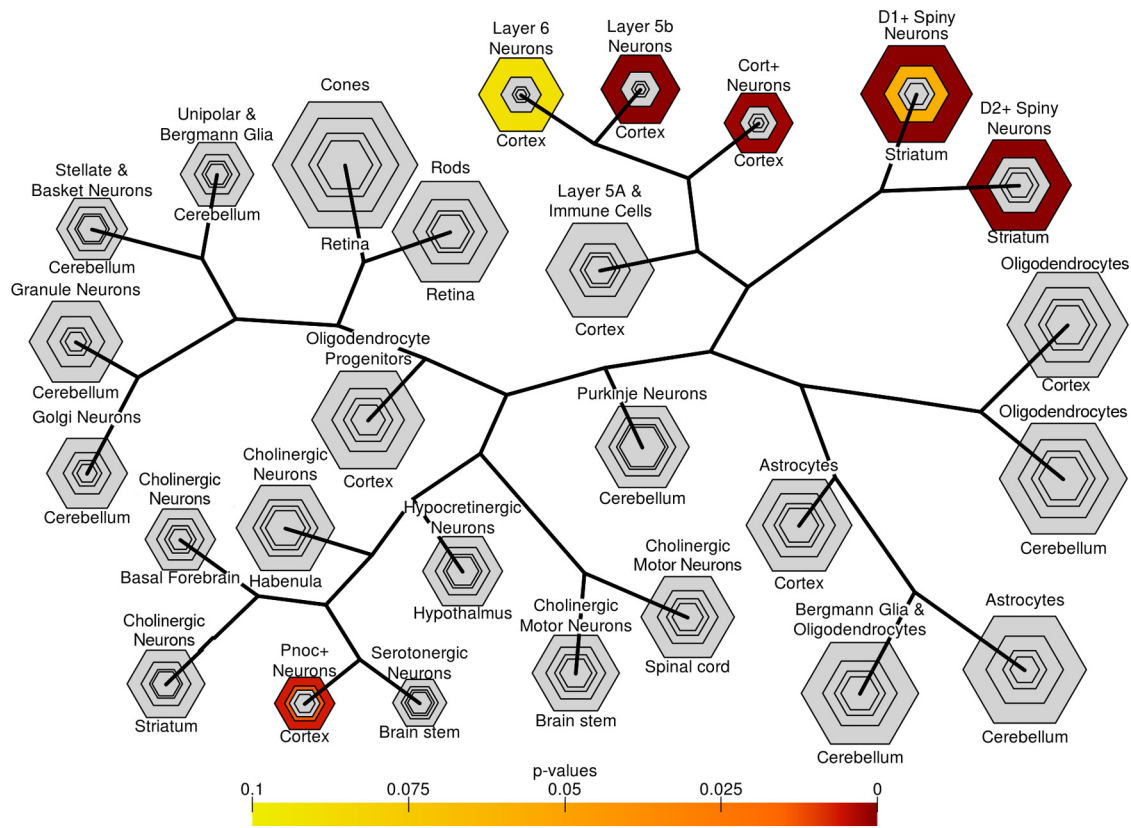 Layer 6
Neurons
Cortex
Layer 5b
Neurons
Cortex
Cort+
Neurons
Cortex
D1+ Spiny
Neurons
Striatum
D2+ Spiny
Neurons
Striatum
Cones
Retina
Rods
Retina
Unipolar &
Bergmann Glia
Cerebellum
Stellate &
Basket Neurons
Cerebellum
Layer 5A &
Immune Cells
Cortex
Granule Neurons
Cerebellum
Golgi Neurons
Cerebellum
Oligodendrocyte
Progenitors
Cortex
Purkinje Neurons
Cerebellum
Oligodendrocytes
Cortex
Oligodendrocytes
Cerebellum
Astrocytes
Cortex
Cholinergic
Neurons
Habenula
Cholinergic
Neurons
Basal Forebrain
Hypocretinergic
Neurons
Hypothalmus
Cholinergic
Motor Neurons
Spinal cord
Cholinergic
Motor Neurons
Brain stem
Bergmann Glia &
Oligodendrocytes
Cerebellum
Astrocytes
Cerebellum
Cholinergic
Neurons
Striatum
Pnoc+
Neurons
Cortex
Serotonergic
Neurons
Brain stem
p-values
0.1 0.075 0.05 0.025 0